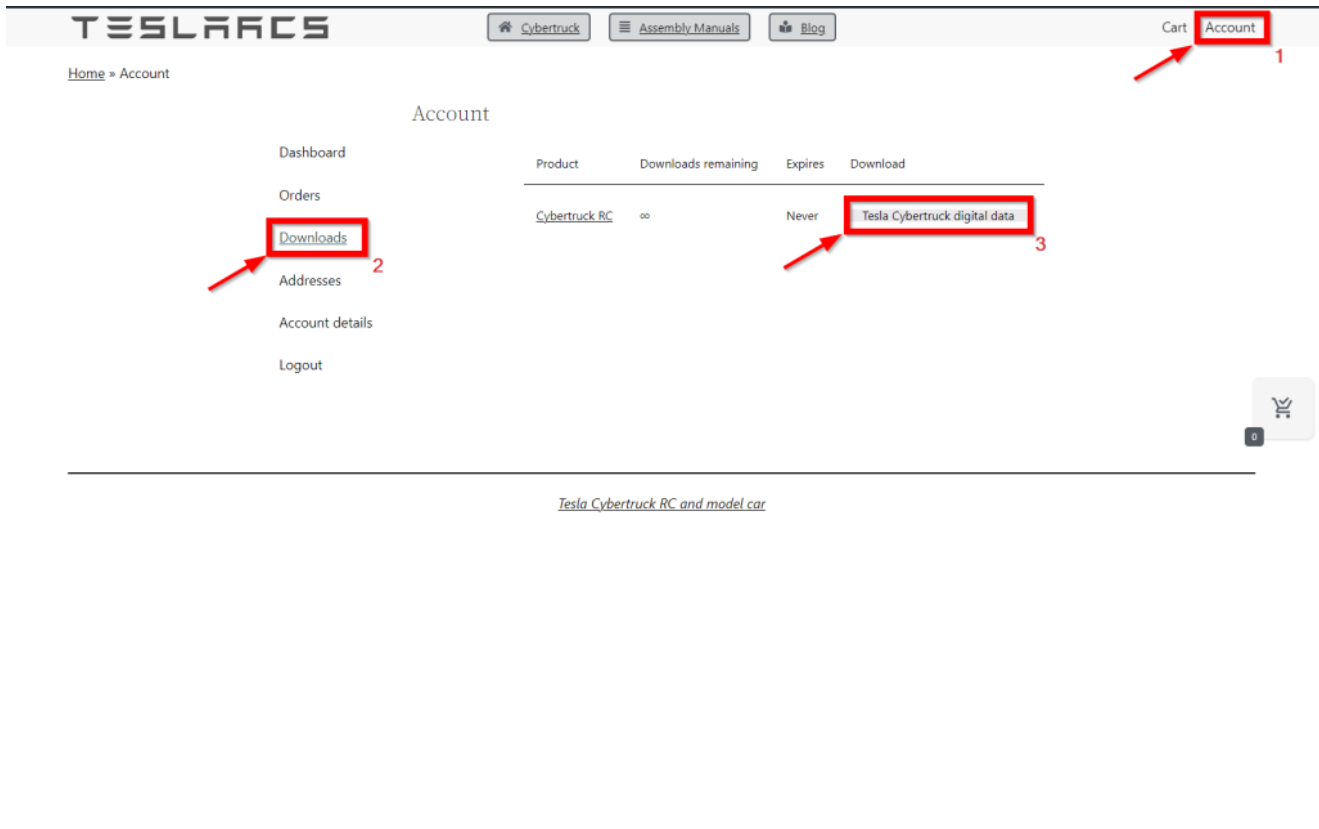 TESLAACS Cybertruck Assembly Manuals Blog Cart Account
1
Home » Account
Account
Dashboard
Orders
Downloads
2
Addresses
Account details
Logout
Product Downloads remaining Expires Download
Cybertruck RC ∞ Never Tesla Cybertruck digital data
3
0
Tesla Cybertruck RC and model car